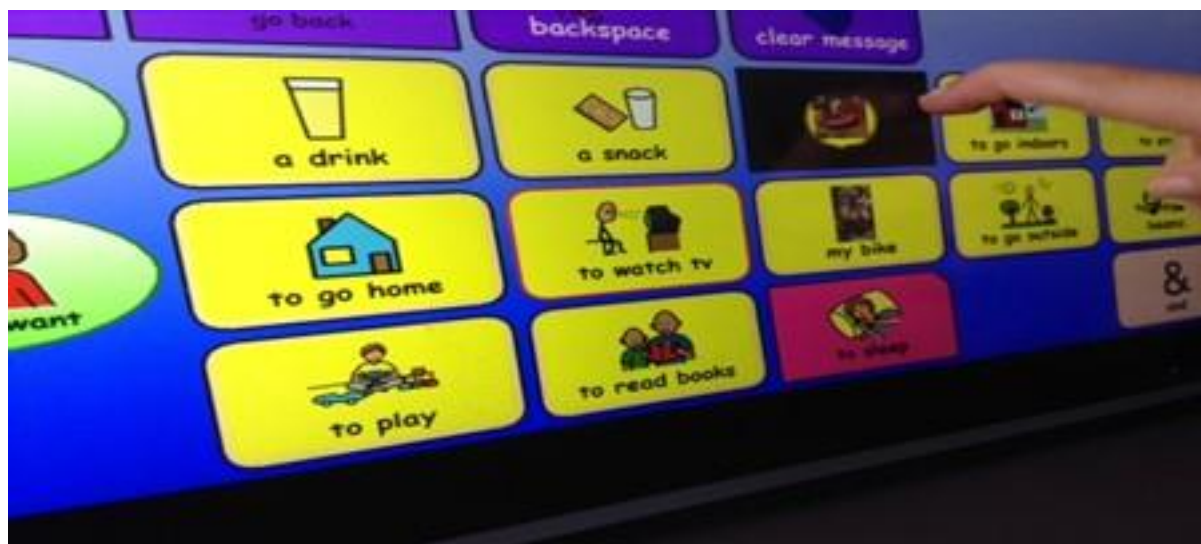 go back
backspace
clear message
a drink
a snack
to go indoors
to go home
to watch tv
my bike
to go outside
want
to play
to read books
to sleep
&
and